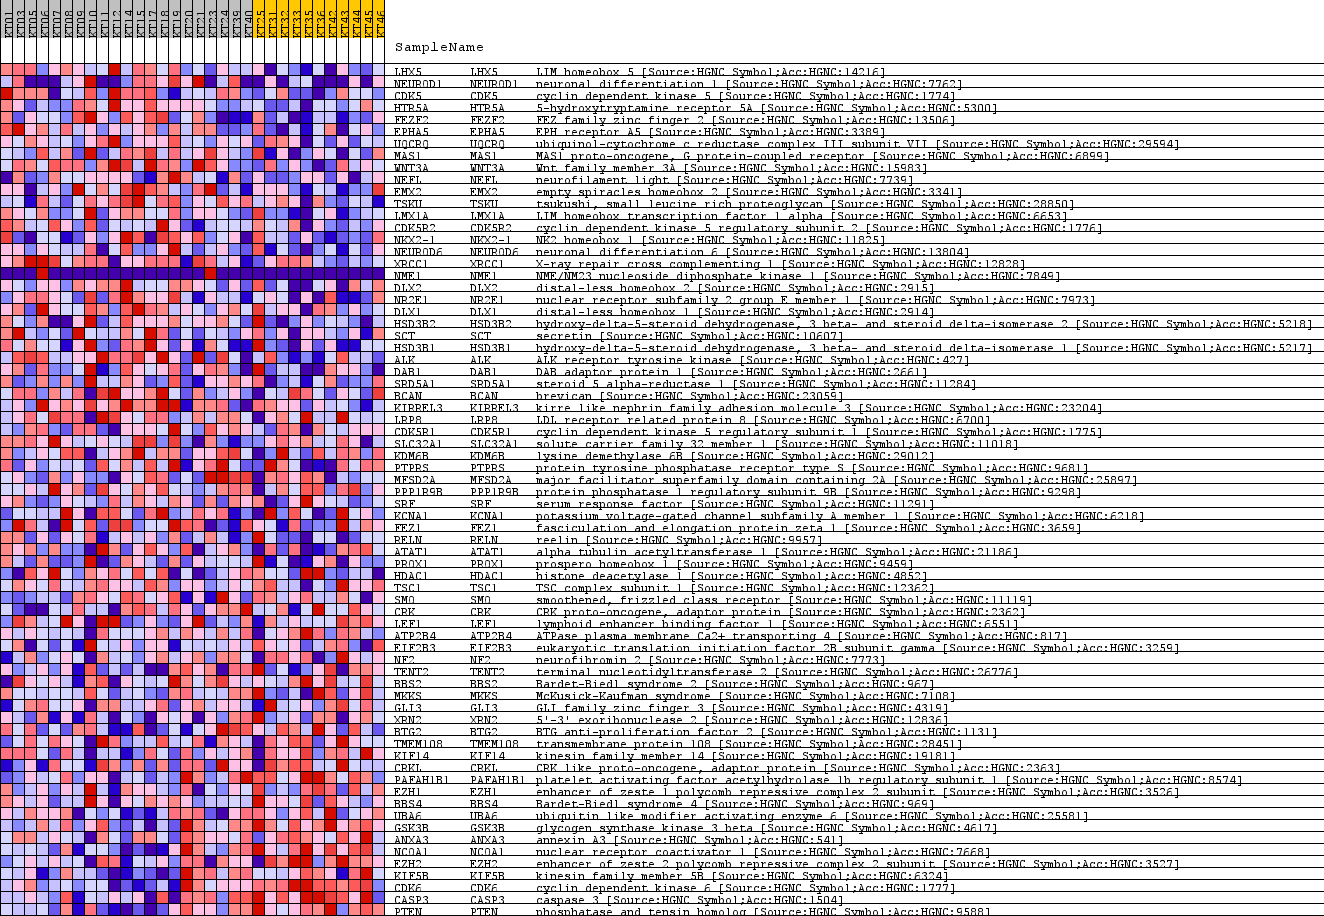 KT01 KT03 KT05 KT06 KT07 KT08 KT09 KT10 KT11 KT12 KT14 KT15 KT17 KT18 KT19 KT20 KT21 KT23 KT24 KT39 KT40 KT25 KT31 KT32 KT33 KT35 KT36 KT42 KT43 KT44 KT45 KT46
SampleName
LHX5 LHX5 LIM homeobox 5 [Source:HGNC Symbol;Acc:HGNC:14216]
NEUROD1 NEUROD1 neuronal differentiation 1 [Source:HGNC Symbol;Acc:HGNC:7762]
CDK5 CDK5 cyclin dependent kinase 5 [Source:HGNC Symbol;Acc:HGNC:1774]
HTR5A HTR5A 5-hydroxytryptamine receptor 5A [Source:HGNC Symbol;Acc:HGNC:5300]
FEZF2 FEZF2 FEZ family zinc finger 2 [Source:HGNC Symbol;Acc:HGNC:13506]
EPHA5 EPHA5 EPH receptor A5 [Source:HGNC Symbol;Acc:HGNC:3389]
UQCRQ UQCRQ ubiquinol-cytochrome c reductase complex III subunit VII [Source:HGNC Symbol;Acc:HGNC:29594]
MAS1 MAS1 MAS1 proto-oncogene, G protein-coupled receptor [Source:HGNC Symbol;Acc:HGNC:6899]
WNT3A WNT3A Wnt family member 3A [Source:HGNC Symbol;Acc:HGNC:15983]
NEFL NEFL neurofilament light [Source:HGNC Symbol;Acc:HGNC:7739]
EMX2 EMX2 empty spiracles homeobox 2 [Source:HGNC Symbol;Acc:HGNC:3341]
TSKU TSKU tsukushi, small leucine rich proteoglycan [Source:HGNC Symbol;Acc:HGNC:28850]
LMX1A LMX1A LIM homeobox transcription factor 1 alpha [Source:HGNC Symbol;Acc:HGNC:6653]
CDK5R2 CDK5R2 cyclin dependent kinase 5 regulatory subunit 2 [Source:HGNC Symbol;Acc:HGNC:1776]
NKX2-1 NKX2-1 NK2 homeobox 1 [Source:HGNC Symbol;Acc:HGNC:11825]
NEUROD6 NEUROD6 neuronal differentiation 6 [Source:HGNC Symbol;Acc:HGNC:13804]
XRCC1 XRCC1 X-ray repair cross complementing 1 [Source:HGNC Symbol;Acc:HGNC:12828]
NME1 NME1 NME/NM23 nucleoside diphosphate kinase 1 [Source:HGNC Symbol;Acc:HGNC:7849]
DLX2 DLX2 distal-less homeobox 2 [Source:HGNC Symbol;Acc:HGNC:2915]
NR2E1 NR2E1 nuclear receptor subfamily 2 group E member 1 [Source:HGNC Symbol;Acc:HGNC:7973]
DLX1 DLX1 distal-less homeobox 1 [Source:HGNC Symbol;Acc:HGNC:2914]
HSD3B2 HSD3B2 hydroxy-delta-5-steroid dehydrogenase, 3 beta- and steroid delta-isomerase 2 [Source:HGNC Symbol;Acc:HGNC:5218]
SCT SCT secretin [Source:HGNC Symbol;Acc:HGNC:10607]
HSD3B1 HSD3B1 hydroxy-delta-5-steroid dehydrogenase, 3 beta- and steroid delta-isomerase 1 [Source:HGNC Symbol;Acc:HGNC:5217]
ALK ALK ALK receptor tyrosine kinase [Source:HGNC Symbol;Acc:HGNC:427]
DAB1 DAB1 DAB adaptor protein 1 [Source:HGNC Symbol;Acc:HGNC:2661]
SRD5A1 SRD5A1 steroid 5 alpha-reductase 1 [Source:HGNC Symbol;Acc:HGNC:11284]
BCAN BCAN brevican [Source:HGNC Symbol;Acc:HGNC:23059]
KIRREL3 KIRREL3 kirre like nephrin family adhesion molecule 3 [Source:HGNC Symbol;Acc:HGNC:23204]
LRP8 LRP8 LDL receptor related protein 8 [Source:HGNC Symbol;Acc:HGNC:6700]
CDK5R1 CDK5R1 cyclin dependent kinase 5 regulatory subunit 1 [Source:HGNC Symbol;Acc:HGNC:1775]
SLC32A1 SLC32A1 solute carrier family 32 member 1 [Source:HGNC Symbol;Acc:HGNC:11018]
KDM6B KDM6B lysine demethylase 6B [Source:HGNC Symbol;Acc:HGNC:29012]
PTPRS PTPRS protein tyrosine phosphatase receptor type S [Source:HGNC Symbol;Acc:HGNC:9681]
MFSD2A MFSD2A major facilitator superfamily domain containing 2A [Source:HGNC Symbol;Acc:HGNC:25897]
PPP1R9B PPP1R9B protein phosphatase 1 regulatory subunit 9B [Source:HGNC Symbol;Acc:HGNC:9298]
SRF SRF serum response factor [Source:HGNC Symbol;Acc:HGNC:11291]
KCNA1 KCNA1 potassium voltage-gated channel subfamily A member 1 [Source:HGNC Symbol;Acc:HGNC:6218]
FEZ1 FEZ1 fasciculation and elongation protein zeta 1 [Source:HGNC Symbol;Acc:HGNC:3659]
RELN RELN reelin [Source:HGNC Symbol;Acc:HGNC:9957]
ATAT1 ATAT1 alpha tubulin acetyltransferase 1 [Source:HGNC Symbol;Acc:HGNC:21186]
PROX1 PROX1 prospero homeobox 1 [Source:HGNC Symbol;Acc:HGNC:9459]
HDAC1 HDAC1 histone deacetylase 1 [Source:HGNC Symbol;Acc:HGNC:4852]
TSC1 TSC1 TSC complex subunit 1 [Source:HGNC Symbol;Acc:HGNC:12362]
SMO SMO smoothened, frizzled class receptor [Source:HGNC Symbol;Acc:HGNC:11119]
CRK CRK CRK proto-oncogene, adaptor protein [Source:HGNC Symbol;Acc:HGNC:2362]
LEF1 LEF1 lymphoid enhancer binding factor 1 [Source:HGNC Symbol;Acc:HGNC:6551]
ATP2B4 ATP2B4 ATPase plasma membrane Ca2+ transporting 4 [Source:HGNC Symbol;Acc:HGNC:817]
EIF2B3 EIF2B3 eukaryotic translation initiation factor 2B subunit gamma [Source:HGNC Symbol;Acc:HGNC:3259]
NF2 NF2 neurofibromin 2 [Source:HGNC Symbol;Acc:HGNC:7773]
TENT2 TENT2 terminal nucleotidyltransferase 2 [Source:HGNC Symbol;Acc:HGNC:26776]
BBS2 BBS2 Bardet-Biedl syndrome 2 [Source:HGNC Symbol;Acc:HGNC:967]
MKKS MKKS McKusick-Kaufman syndrome [Source:HGNC Symbol;Acc:HGNC:7108]
GLI3 GLI3 GLI family zinc finger 3 [Source:HGNC Symbol;Acc:HGNC:4319]
XRN2 XRN2 5'-3' exoribonuclease 2 [Source:HGNC Symbol;Acc:HGNC:12836]
BTG2 BTG2 BTG anti-proliferation factor 2 [Source:HGNC Symbol;Acc:HGNC:1131]
TMEM108 TMEM108 transmembrane protein 108 [Source:HGNC Symbol;Acc:HGNC:28451]
KIF14 KIF14 kinesin family member 14 [Source:HGNC Symbol;Acc:HGNC:19181]
CRKL CRKL CRK like proto-oncogene, adaptor protein [Source:HGNC Symbol;Acc:HGNC:2363]
PAFAH1B1 PAFAH1B1 platelet activating factor acetylhydrolase 1b regulatory subunit 1 [Source:HGNC Symbol;Acc:HGNC:8574]
EZH1 EZH1 enhancer of zeste 1 polycomb repressive complex 2 subunit [Source:HGNC Symbol;Acc:HGNC:3526]
BBS4 BBS4 Bardet-Biedl syndrome 4 [Source:HGNC Symbol;Acc:HGNC:969]
UBA6 UBA6 ubiquitin like modifier activating enzyme 6 [Source:HGNC Symbol;Acc:HGNC:25581]
GSK3B GSK3B glycogen synthase kinase 3 beta [Source:HGNC Symbol;Acc:HGNC:4617]
ANXA3 ANXA3 annexin A3 [Source:HGNC Symbol;Acc:HGNC:541]
NCOA1 NCOA1 nuclear receptor coactivator 1 [Source:HGNC Symbol;Acc:HGNC:7668]
EZH2 EZH2 enhancer of zeste 2 polycomb repressive complex 2 subunit [Source:HGNC Symbol;Acc:HGNC:3527]
KIF5B KIF5B kinesin family member 5B [Source:HGNC Symbol;Acc:HGNC:6324]
CDK6 CDK6 cyclin dependent kinase 6 [Source:HGNC Symbol;Acc:HGNC:1777]
CASP3 CASP3 caspase 3 [Source:HGNC Symbol;Acc:HGNC:1504]
PTEN PTEN phosphatase and tensin homolog [Source:HGNC Symbol;Acc:HGNC:9588]